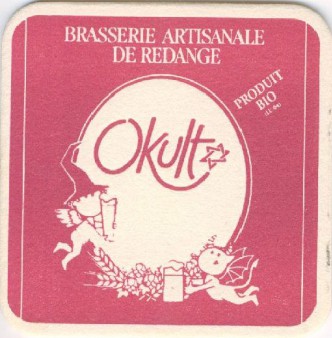 BRASSERIE ARTISANALE
DE REDANGE
PRODUIT
BIO
Okult